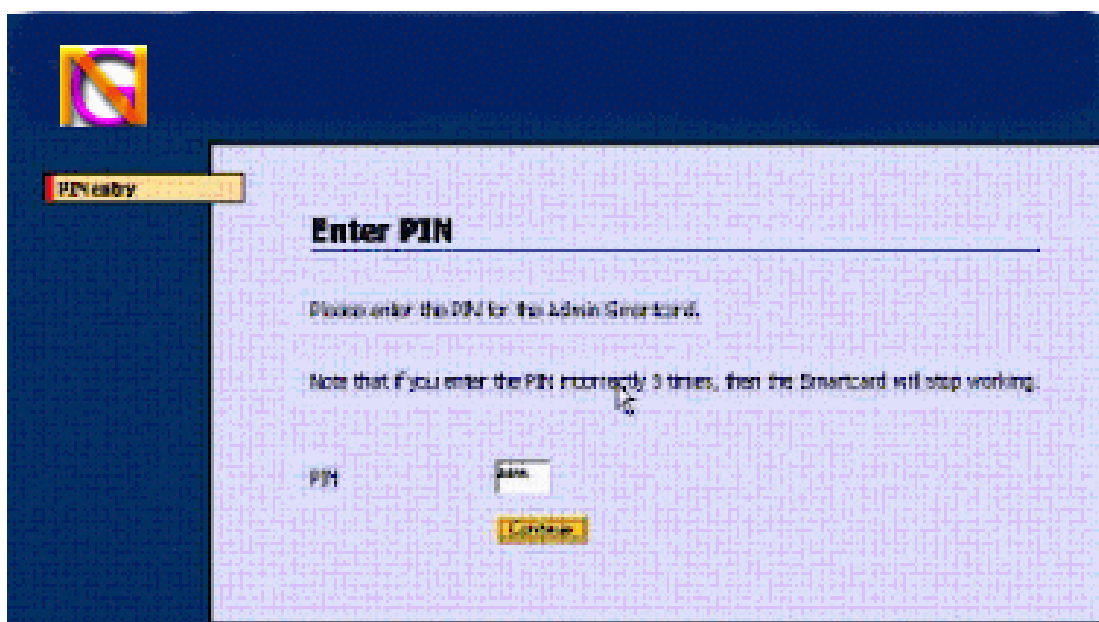 PIN entry
Enter PIN
Please enter the PIN for the Admin Smartcard.
Note that if you enter the PIN incorrectly 3 times, then the Smartcard will stop working.
PIN
Continue